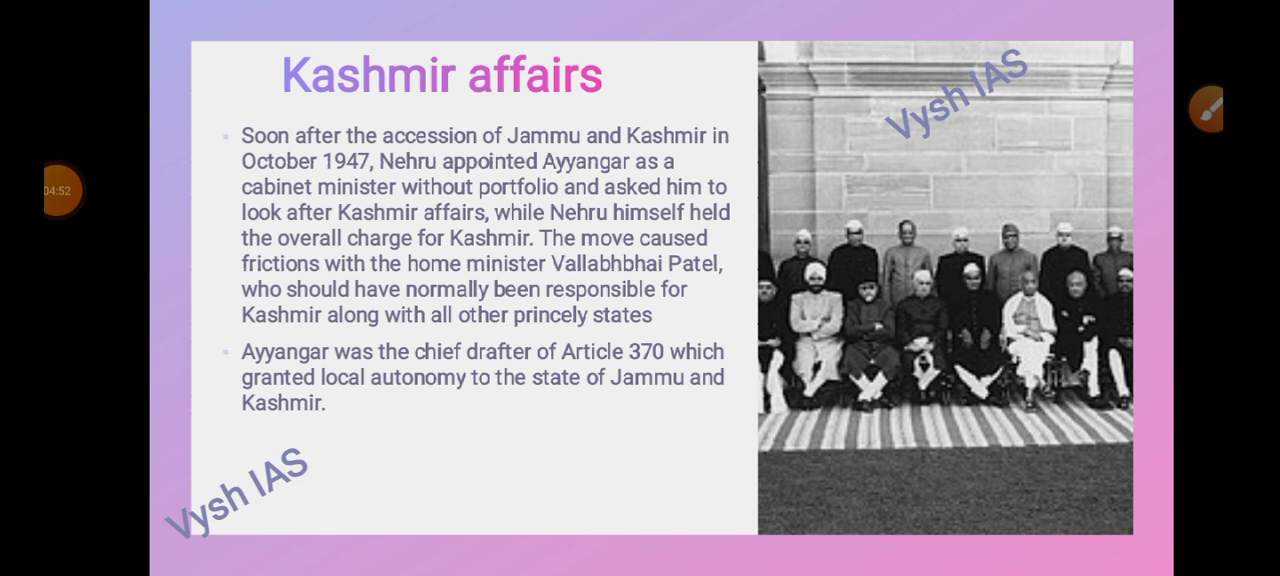 Kashmir affairs
Vysh IAS
Soon after the accession of Jammu and Kashmir in
October 1947, Nehru appointed Ayyangar as a
cabinet minister without portfolio and asked him to
look after Kashmir affairs, while Nehru himself held
the overall charge for Kashmir. The move caused
frictions with the home minister Vallabhbhai Patel,
who should have normally been responsible for
Kashmir along with all other princely states
Ayyangar was the chief drafter of Article 370 which
granted local autonomy to the state of Jammu and
Kashmir.
Vysh IAS
04:52